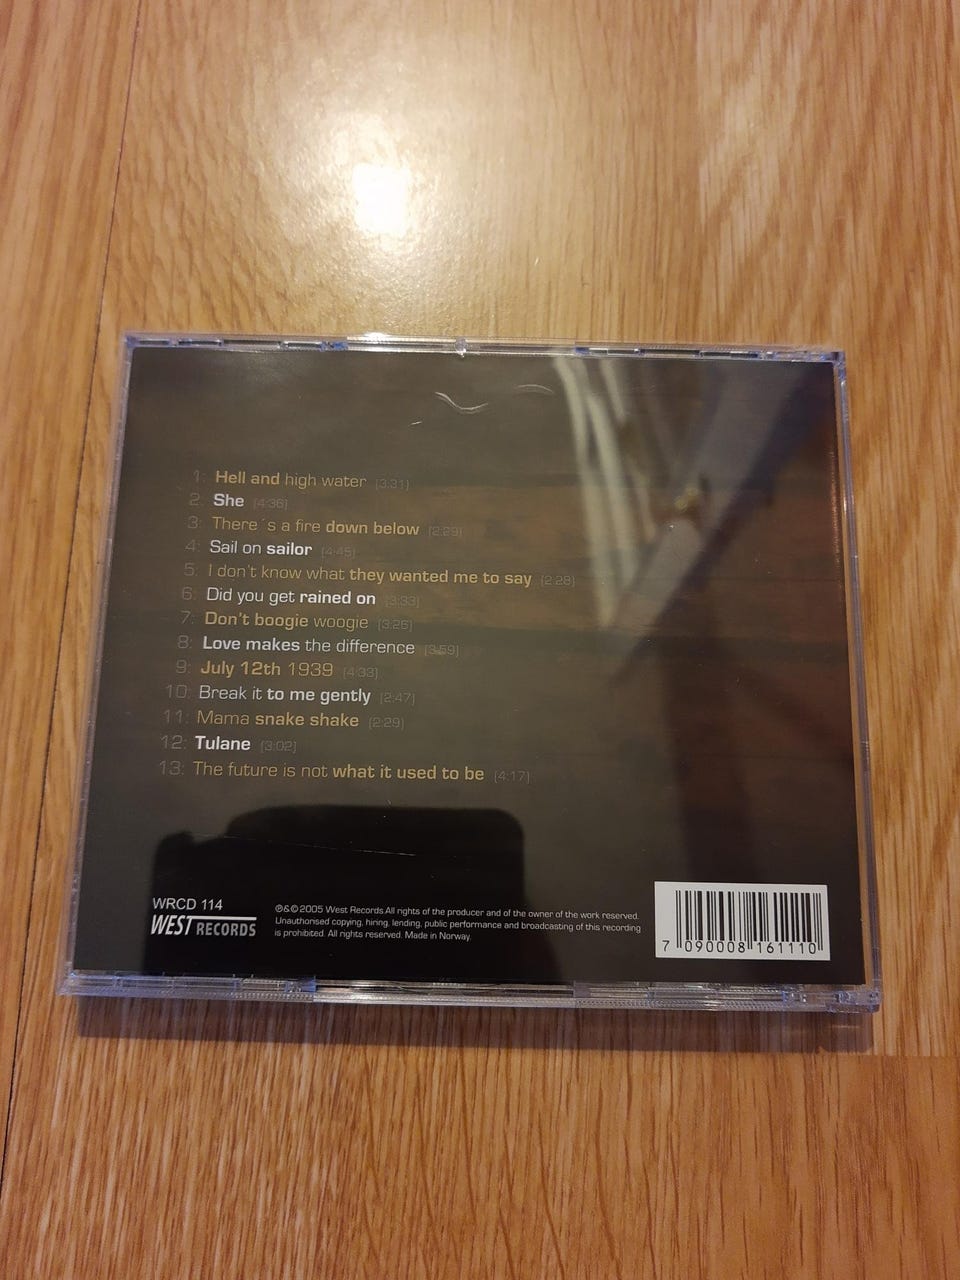 1: Hell and high water [3:31]
2: She [4:36]
3: There´s a fire down below [2:29]
4: Sail on sailor [4:45]
5: I don't know what they wanted me to say [2:28]
6: Did you get rained on [3:33]
7: Don't boogie woogie [3:26]
8: Love makes the difference [3:59]
9: July 12th 1939 [4:33]
10: Break it to me gently [2:47]
11: Mama snake shake [2:29]
12: Tulane [3:02]
13: The future is not what it used to be [4:17]
WRCD 114
WEST RECORDS
℗&© 2005 West Records All rights of the producer and of the owner of the work reserved.
Unauthorised copying, hiring, lending, public performance and broadcasting of this recording
is prohibited. All rights reserved. Made in Norway.
7 090008 161110